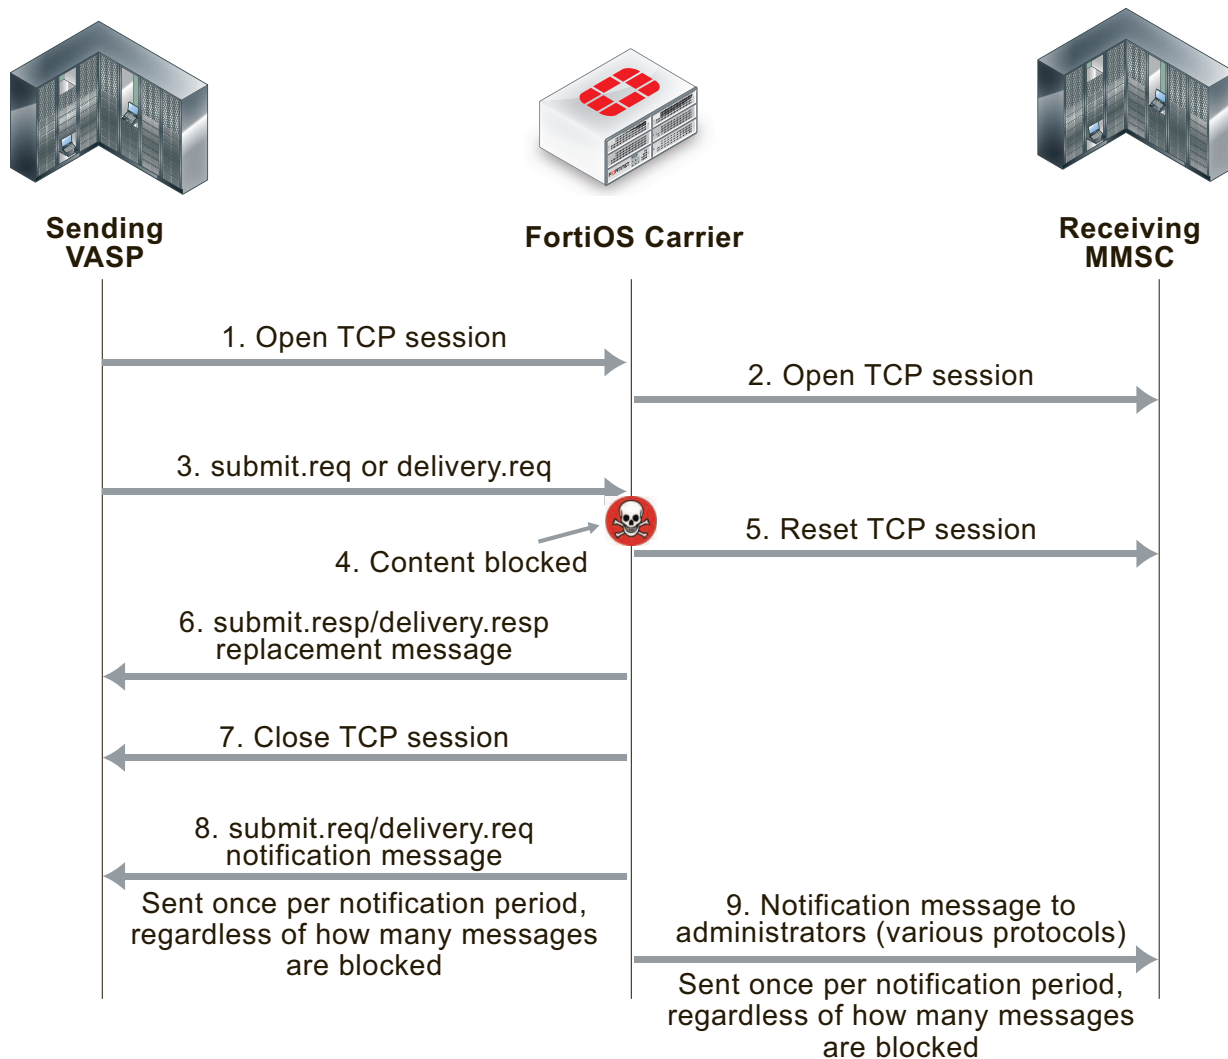 Sending
VASP
FortiOS Carrier
Receiving
MMSC
1. Open TCP session
2. Open TCP session
3. submit.req or delivery.req
4. Content blocked
5. Reset TCP session
6. submit.resp/delivery.resp
replacement message
7. Close TCP session
8. submit.req/delivery.req
notification message
Sent once per notification period,
regardless of how many messages
are blocked
9. Notification message to
administrators (various protocols)
Sent once per notification period,
regardless of how many messages
are blocked